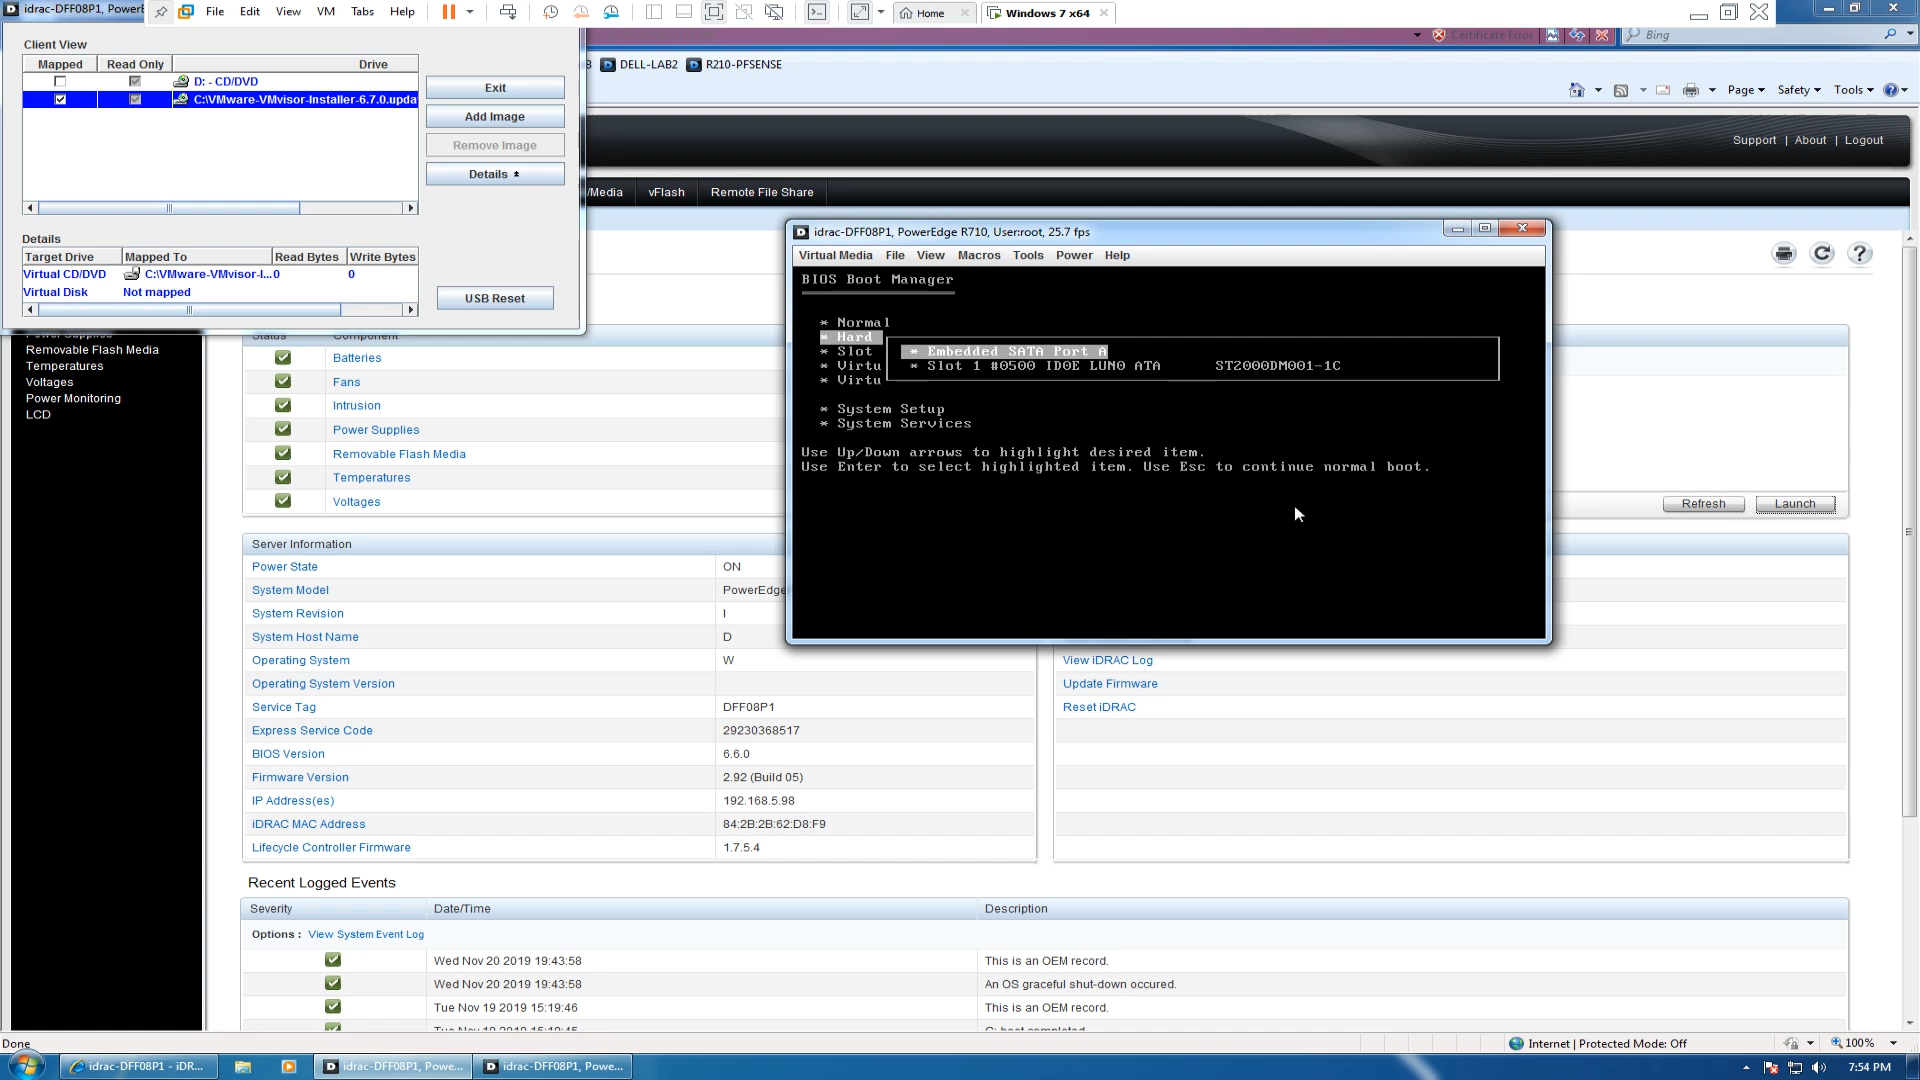 idrac-DFF08P1, PowerE
File Edit View VM Tabs Help
Home
Windows 7 x64
Client View
Mapped Read Only Drive
D: - CD/DVD
C:\VMware-VMvisor-Installer-6.7.0.upda
Exit
Add Image
Remove Image
Details
Details
Target Drive Mapped To Read Bytes Write Bytes
Virtual CD/DVD C:\VMware-VMvisor-I...0 0
Virtual Disk Not mapped
USB Reset
Certificate Error
Bing
B DELL-LAB2 R210-PFSENSE
Page Safety Tools
Support | About | Logout
/Media vFlash Remote File Share
Power Supplies
Removable Flash Media
Temperatures
Voltages
Power Monitoring
LCD
Status Component
Batteries
Fans
Intrusion
Power Supplies
Removable Flash Media
Temperatures
Voltages
idrac-DFF08P1, PowerEdge R710, User:root, 25.7 fps
Virtual Media File View Macros Tools Power Help
BIOS Boot Manager
* Normal
* Hard
* Slot
* Virtu
* Virtu
* Embedded SATA Port A
* Slot 1 #0500 ID0E LUN0 ATA ST2000DM001-1C
* System Setup
* System Services
Use Up/Down arrows to highlight desired item.
Use Enter to select highlighted item. Use Esc to continue normal boot.
Refresh Launch
Server Information
Power State ON
System Model PowerEdge
System Revision I
System Host Name D
Operating System W
Operating System Version
Service Tag DFF08P1
Express Service Code 29230368517
BIOS Version 6.6.0
Firmware Version 2.92 (Build 05)
IP Address(es) 192.168.5.98
iDRAC MAC Address 84:2B:2B:62:D8:F9
Lifecycle Controller Firmware 1.7.5.4
View iDRAC Log
Update Firmware
Reset iDRAC
Recent Logged Events
Severity Date/Time Description
Options : View System Event Log
Wed Nov 20 2019 19:43:58 This is an OEM record.
Wed Nov 20 2019 19:43:58 An OS graceful shut-down occured.
Tue Nov 19 2019 15:19:46 This is an OEM record.
Tue Nov 19 2019 15:19:45 C: boot completed.
Done
Internet | Protected Mode: Off
100%
idrac-DFF08P1 - iDR...
idrac-DFF08P1, Powe...
idrac-DFF08P1, Powe...
7:54 PM